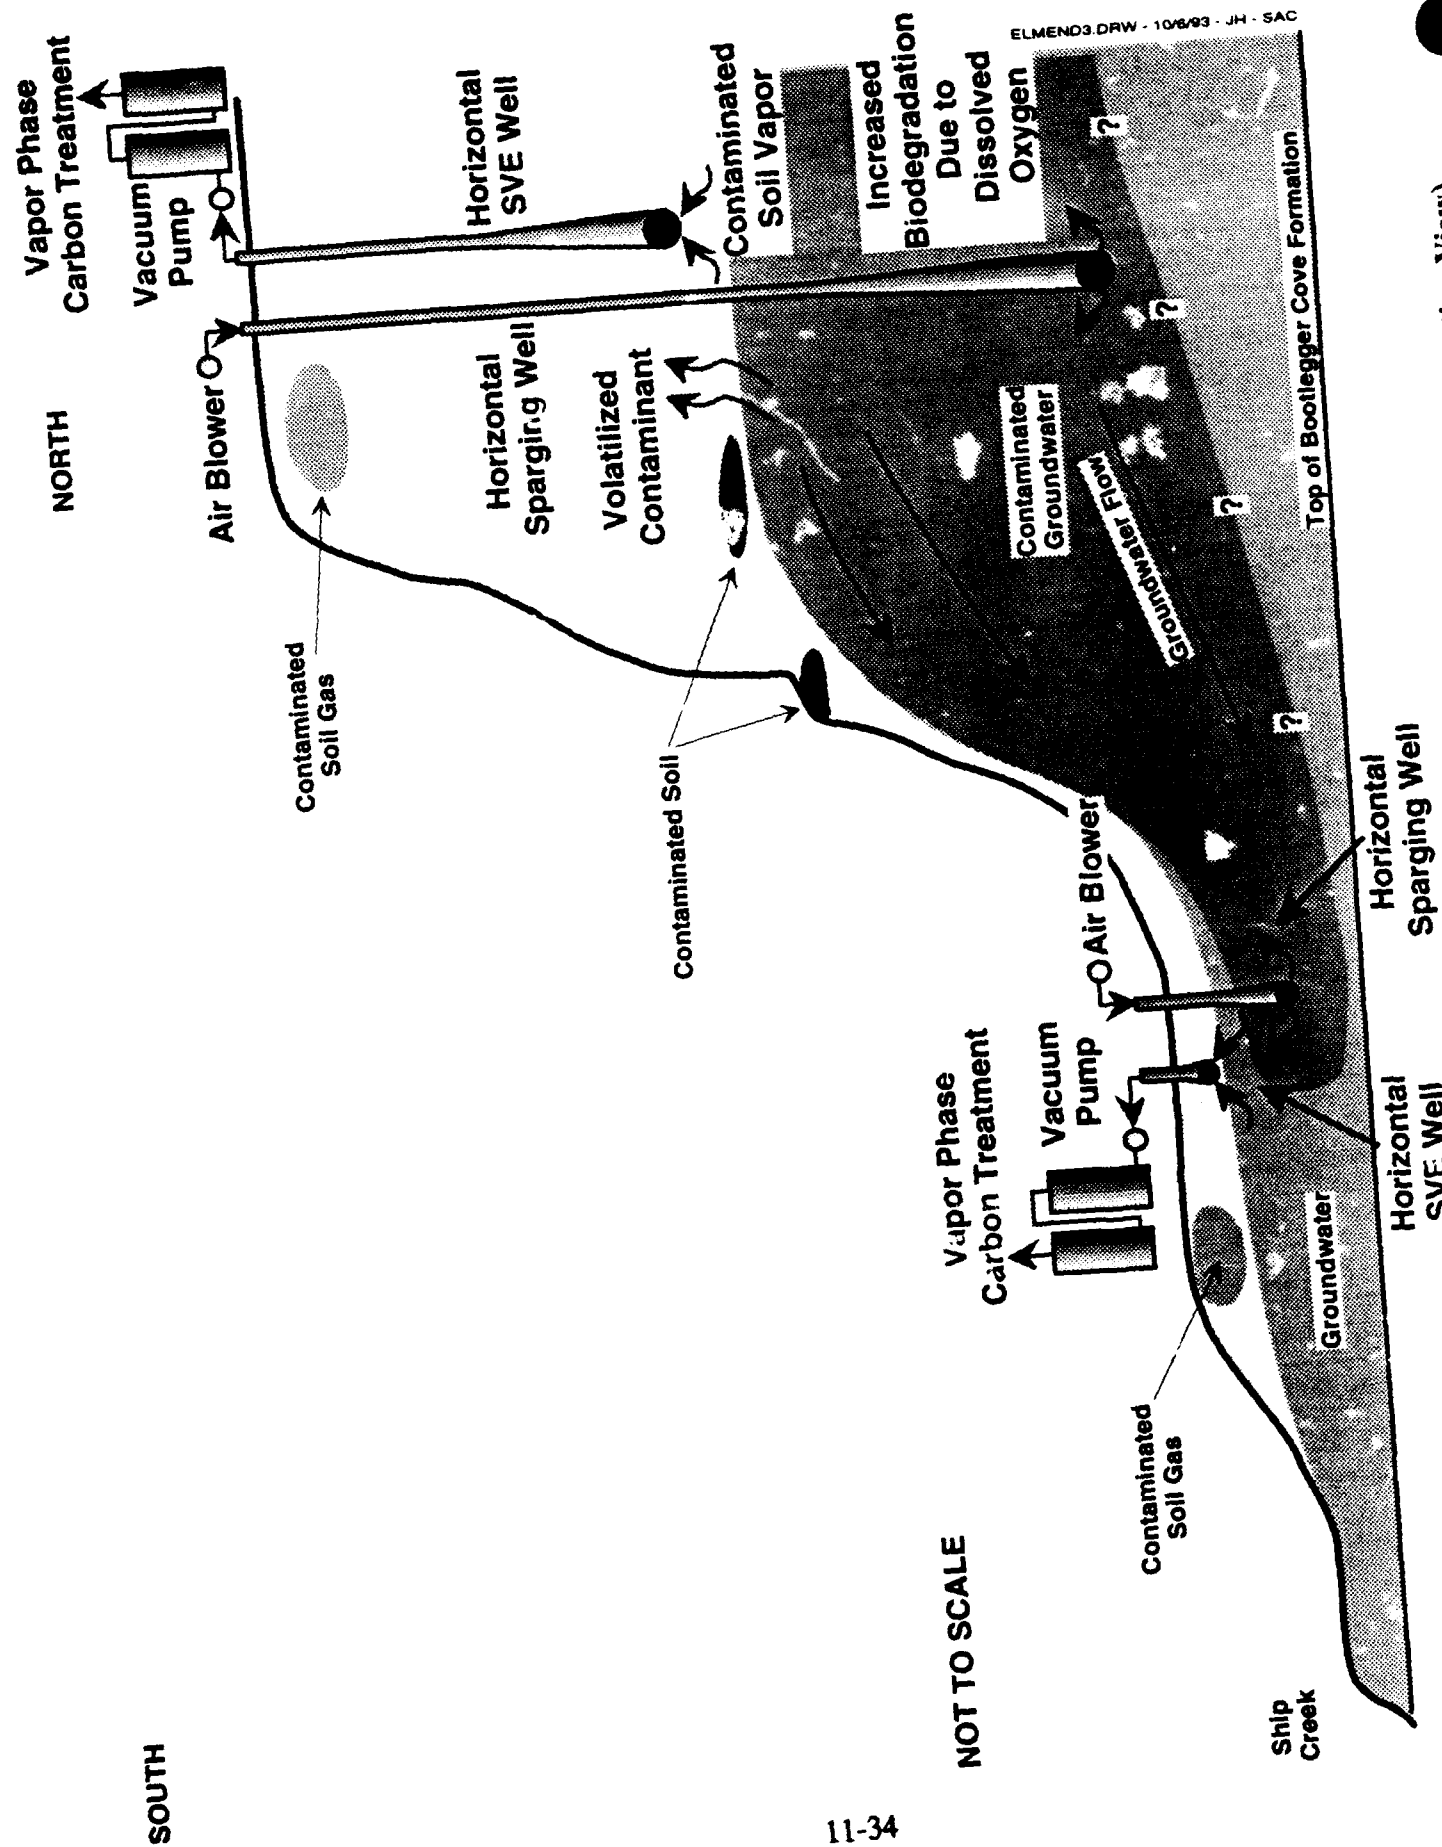 SOUTH
NORTH
Vapor Phase
Carbon Treatment
Vacuum
Pump
Air Blower
Horizontal
SVE Well
Contaminated
Soil Gas
Horizontal
Sparging Well
Volatilized
Contaminant
Contaminated
Soil Vapor
Contaminated Soil
Increased
Biodegradation
Due to
Dissolved
Oxygen
NOT TO SCALE
Vapor Phase
Carbon Treatment
Vacuum
Pump
Air Blower
Contaminated
Groundwater
Groundwater Flow
?
?
?
?
Contaminated
Soil Gas
Ship
Creek
Groundwater
Top of Bootlegger Cove Formation
Horizontal
SVE Well
Horizontal
Sparging Well
ELMEND3.DRW - 10/6/93 - JH - SAC
11-34